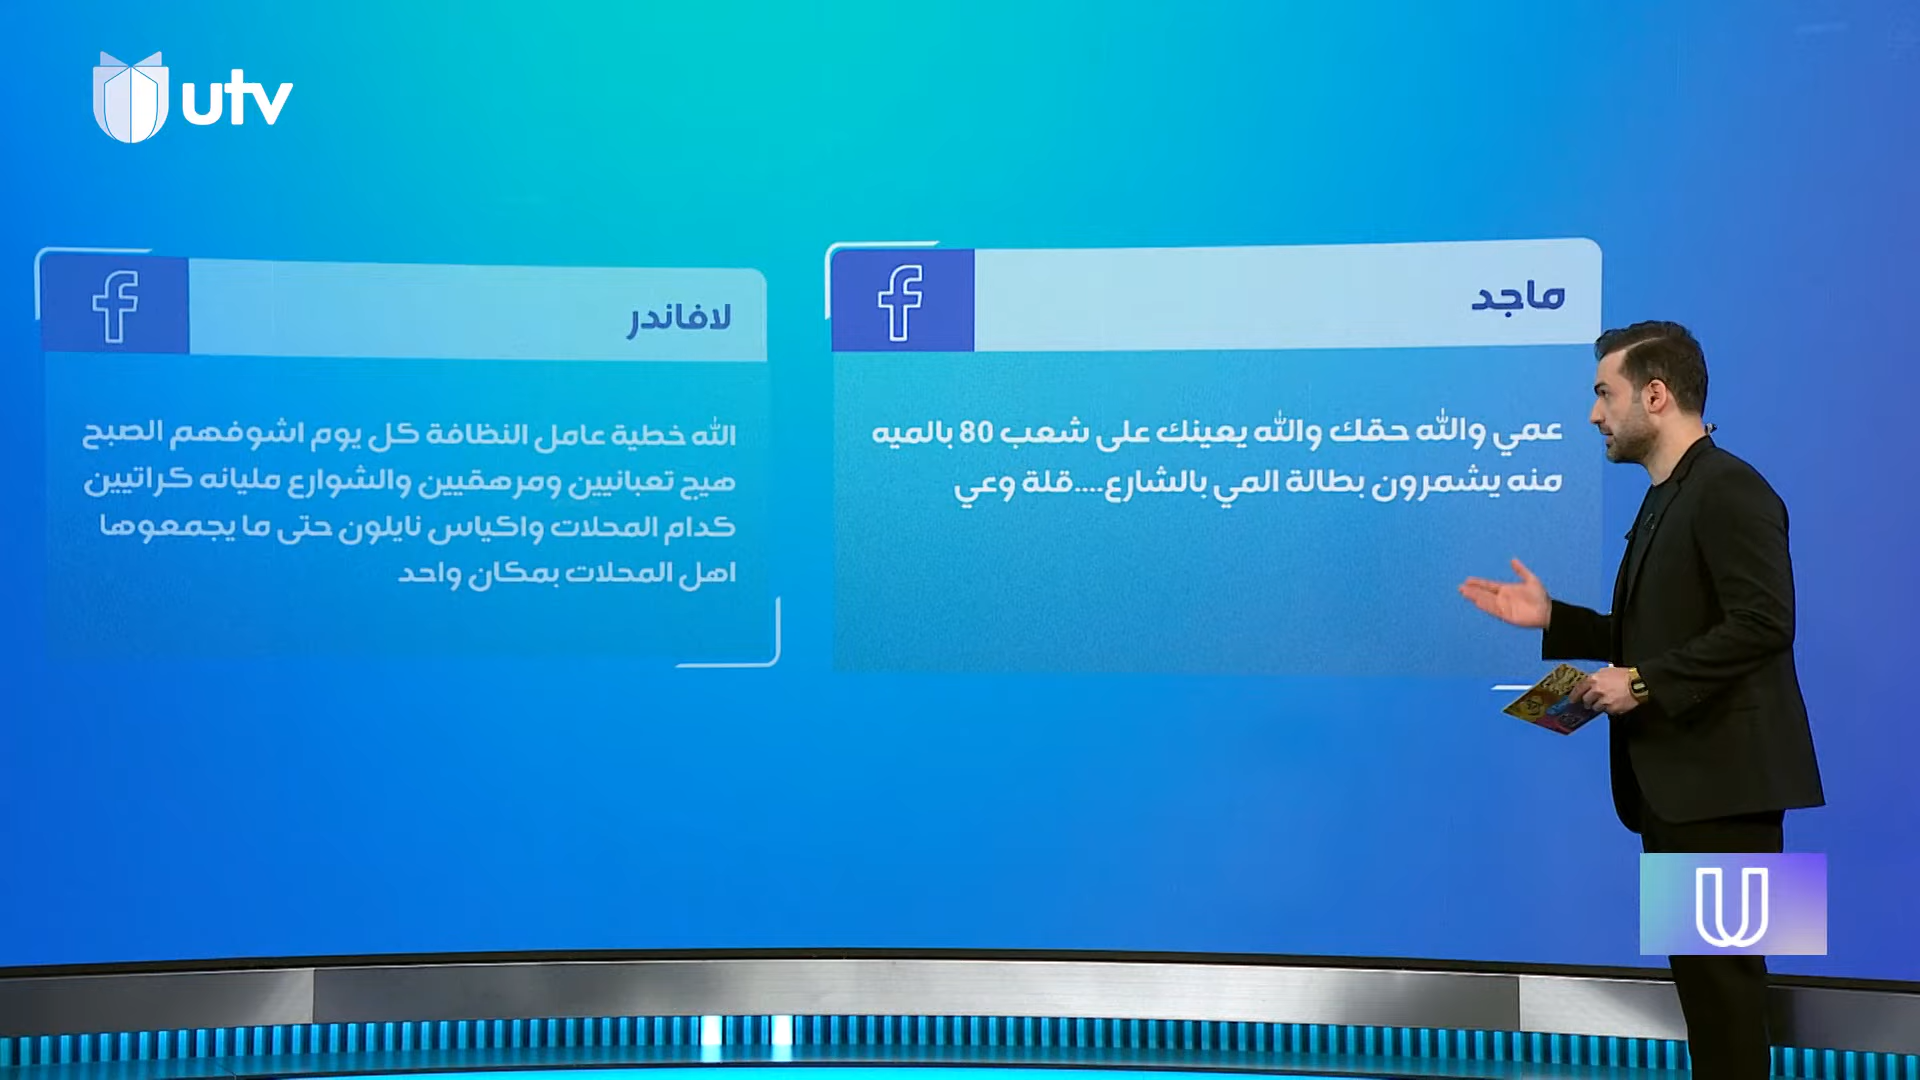 utv
ماجد
عمي والله حقك والله يعينك على شعب 80 بالميه
منه يشمرون بطالة المي بالشارع....قلة وعي
لافاندر
الله خطية عامل النظافة كل يوم اشوفهم الصبح
هيج تعبانيين ومرهقيين والشوارع مليانه كراتيين
كدام المحلات واكياس نايلون حتى ما يجمعوها
اهل المحلات بمكان واحد
U